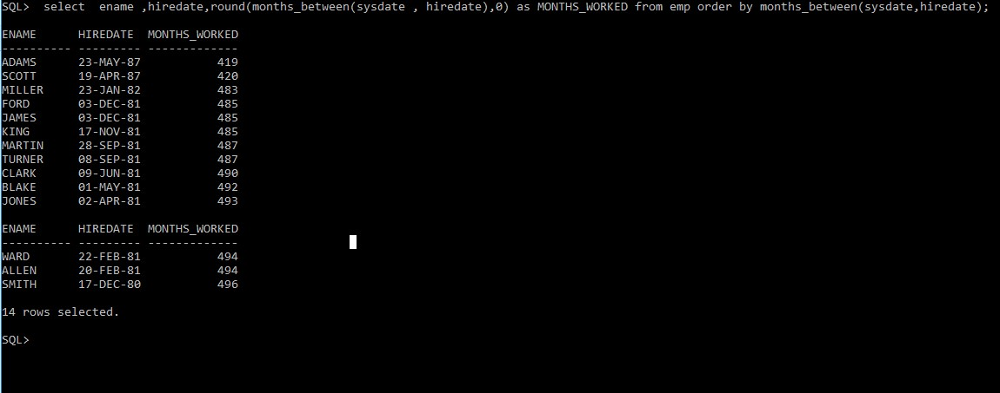 SQL>  select  ename ,hiredate,round(months_between(sysdate , hiredate),0) as MONTHS_WORKED from emp order by months_between(sysdate,hiredate);
ENAME      HIREDATE  MONTHS_WORKED
---------- --------- -------------
ADAMS      23-MAY-87           419
SCOTT      19-APR-87           420
MILLER     23-JAN-82           483
FORD       03-DEC-81           485
JAMES      03-DEC-81           485
KING       17-NOV-81           485
MARTIN     28-SEP-81           487
TURNER     08-SEP-81           487
CLARK      09-JUN-81           490
BLAKE      01-MAY-81           492
JONES      02-APR-81           493
ENAME      HIREDATE  MONTHS_WORKED
---------- --------- -------------
WARD       22-FEB-81           494
ALLEN      20-FEB-81           494
SMITH      17-DEC-80           496
14 rows selected.
SQL>